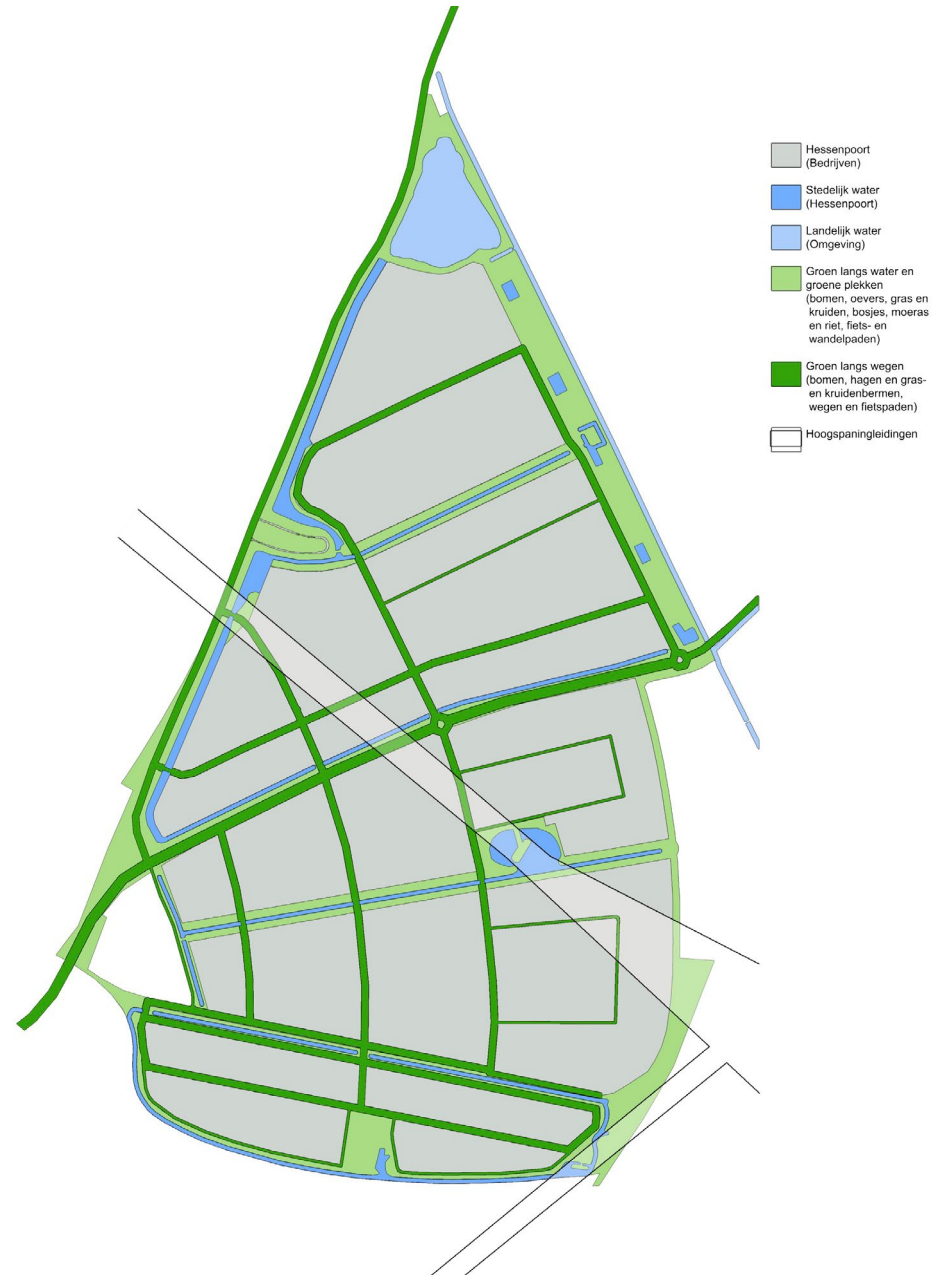 Hessenpoort
(Bedrijven)
Stedelijk water
(Hessenpoort)
Landelijk water
(Omgeving)
Groen langs water en
groene plekken
(bomen, oevers, gras en
kruiden, bosjes, moeras
en riet, fiets- en
wandelpaden)
Groen langs wegen
(bomen, hagen en gras-
en kruidenbermen,
wegen en fietspaden)
Hoogspaningleidingen